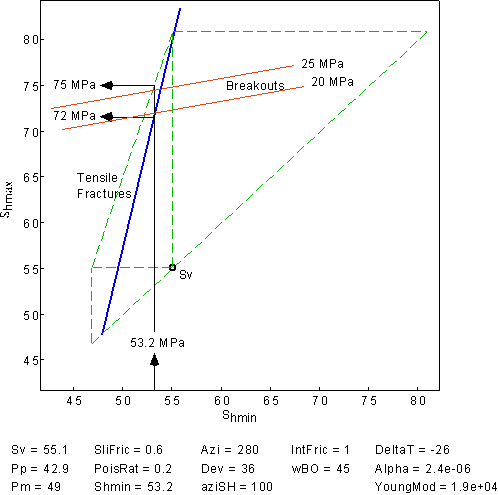 80
75 MPa
75
25 MPa
Breakouts
20 MPa
72 MPa
70
Tensile
Fractures
65
Shmax
60
55
Sv
50
53.2 MPa
45
45 50 55 60 65 70 75 80
Shmin
Sv = 55.1 SliFric = 0.6 Azi = 280 IntFric = 1 DeltaT = -26
Pp = 42.9 PoisRat = 0.2 Dev = 36 wBO = 45 Alpha = 2.4e-06
Pm = 49 Shmin = 53.2 aziSH = 100 YoungMod = 1.9e+04